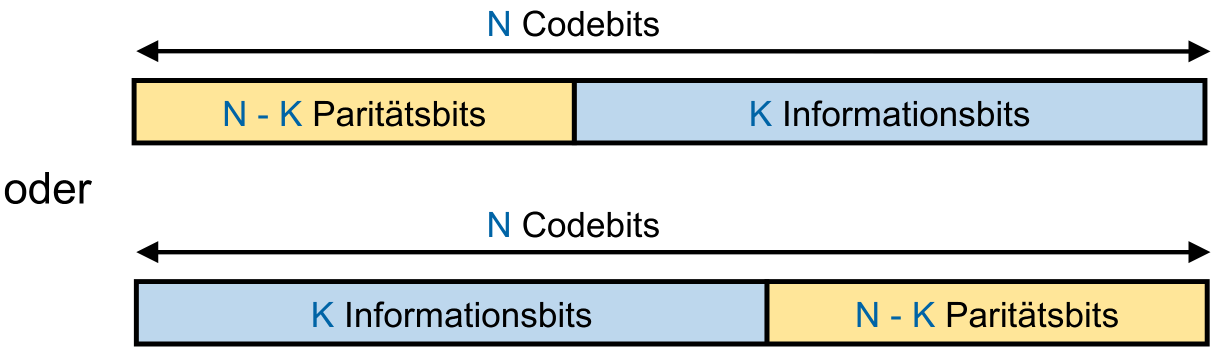 N Codebits
N - K Paritätsbits K Informationsbits
oder
N Codebits
K Informationsbits N - K Paritätsbits